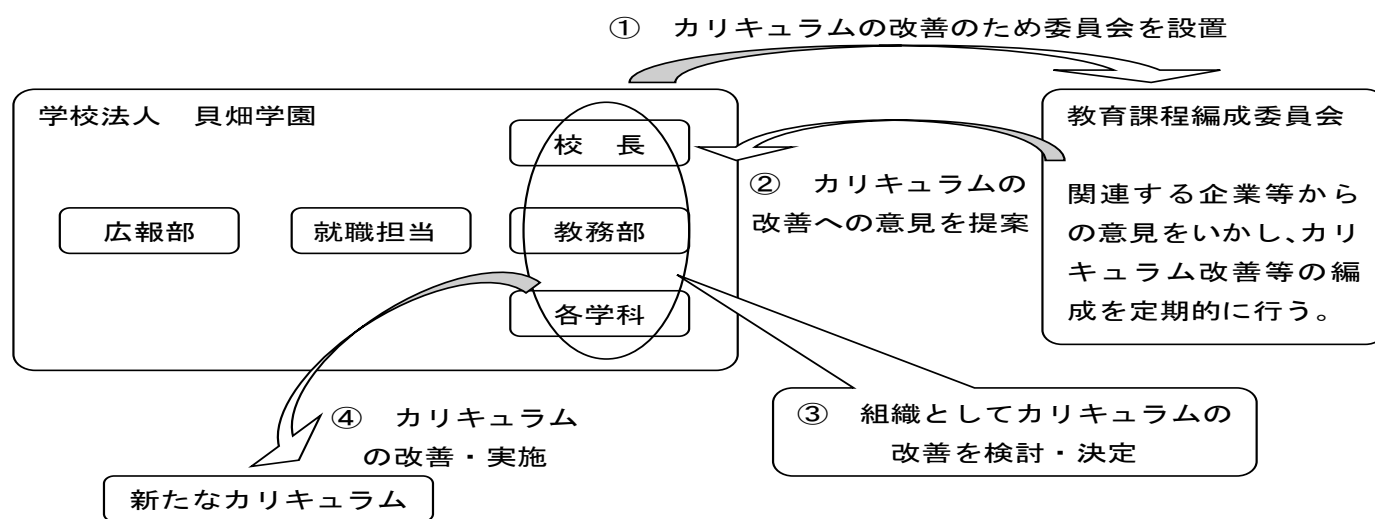 ① カリキュラムの改善のため委員会を設置
学校法人 貝畑学園
校 長
広報部
就職担当
教務部
各学科
教育課程編成委員会
関連する企業等から
の意見をいかし、カリ
キュラム改善等の編
成を定期的に行う。
② カリキュラムの
改善への意見を提案
③ 組織としてカリキュラムの
改善を検討・決定
④ カリキュラム
の改善・実施
新たなカリキュラム